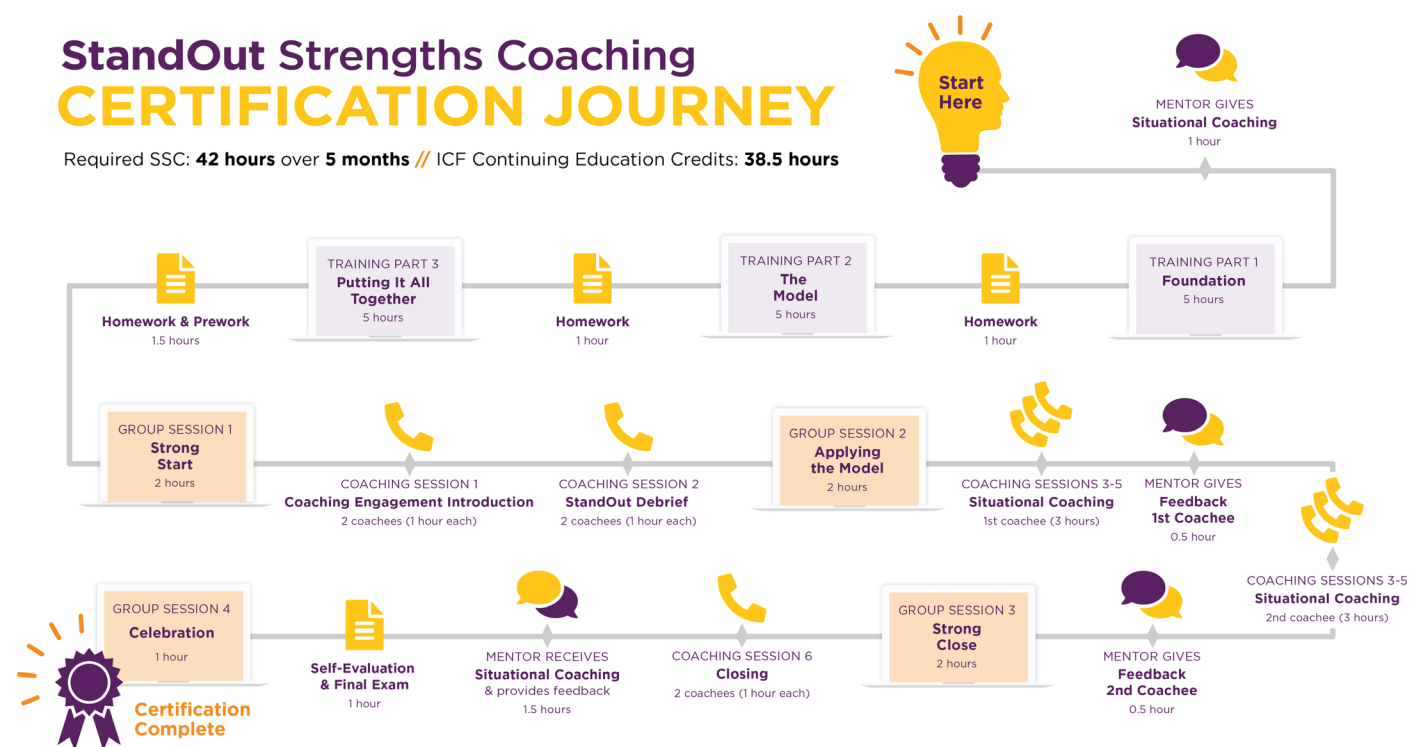 StandOut Strengths Coaching
CERTIFICATION JOURNEY
Required SSC: 42 hours over 5 months // ICF Continuing Education Credits: 38.5 hours
Start
Here
MENTOR GIVES
Situational Coaching
1 hour
TRAINING PART 1
Foundation
5 hours
Homework
1 hour
TRAINING PART 2
The
Model
5 hours
Homework
1 hour
TRAINING PART 3
Putting It All
Together
5 hours
Homework & Prework
1.5 hours
GROUP SESSION 1
Strong
Start
2 hours
COACHING SESSION 1
Coaching Engagement Introduction
2 coachees (1 hour each)
COACHING SESSION 2
StandOut Debrief
2 coachees (1 hour each)
GROUP SESSION 2
Applying
the Model
2 hours
COACHING SESSIONS 3-5
Situational Coaching
1st coachee (3 hours)
MENTOR GIVES
Feedback
1st Coachee
0.5 hour
COACHING SESSIONS 3-5
Situational Coaching
2nd coachee (3 hours)
MENTOR GIVES
Feedback
2nd Coachee
0.5 hour
GROUP SESSION 3
Strong
Close
2 hours
COACHING SESSION 6
Closing
2 coachees (1 hour each)
MENTOR RECEIVES
Situational Coaching
& provides feedback
1.5 hours
Self-Evaluation
& Final Exam
1 hour
GROUP SESSION 4
Celebration
1 hour
Certification
Complete